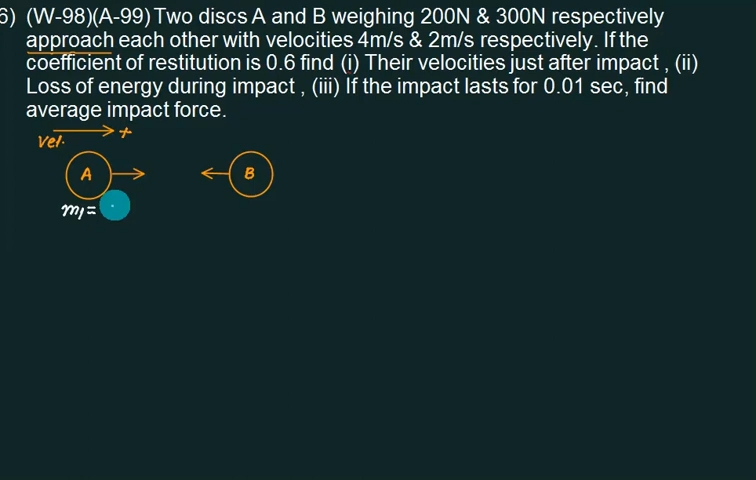 6) (W-98)(A-99) Two discs A and B weighing 200N & 300N respectively
approach each other with velocities 4m/s & 2m/s respectively. If the
coefficient of restitution is 0.6 find (i) Their velocities just after impact , (ii)
Loss of energy during impact , (iii) If the impact lasts for 0.01 sec, find
average impact force.
Vel. +
A B
m1=